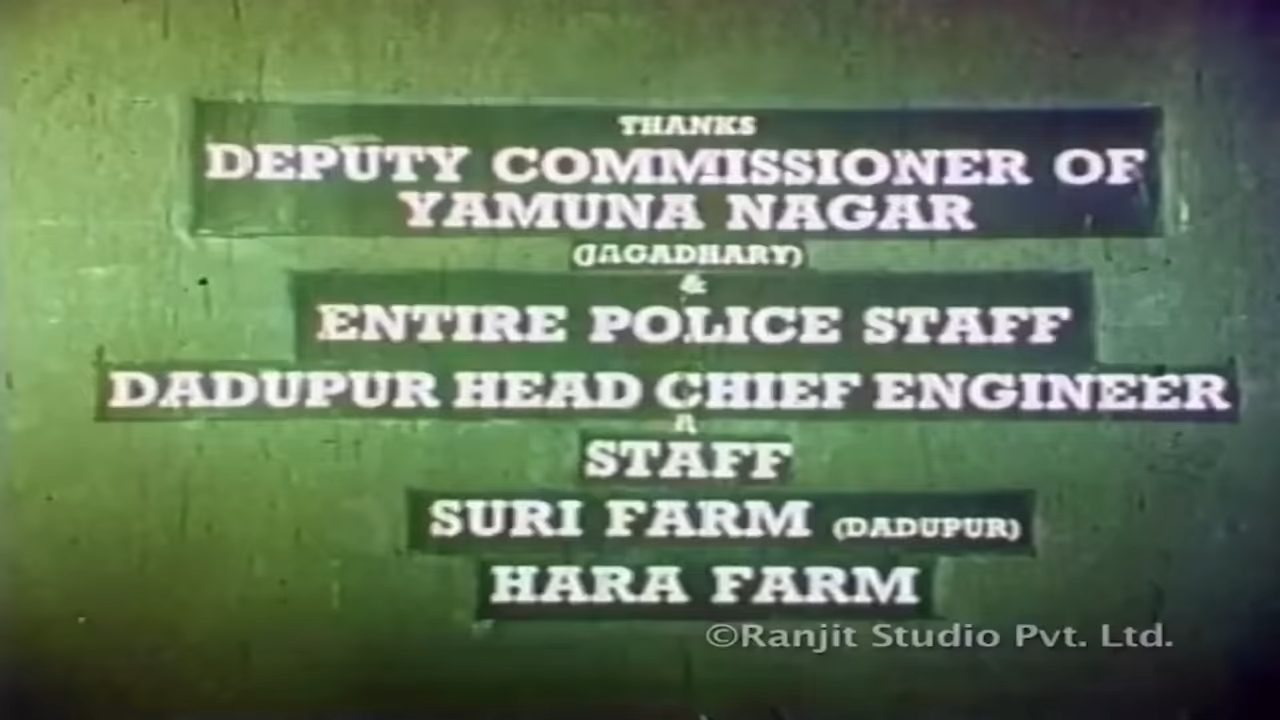 THANKS
DEPUTY COMMISSIONER OF
YAMUNA NAGAR
(JAGADHARY)
&
ENTIRE POLICE STAFF
DADUPUR HEAD CHIEF ENGINEER
STAFF
SURI FARM (DADUPUR)
HARA FARM
©Ranjit Studio Pvt. Ltd.